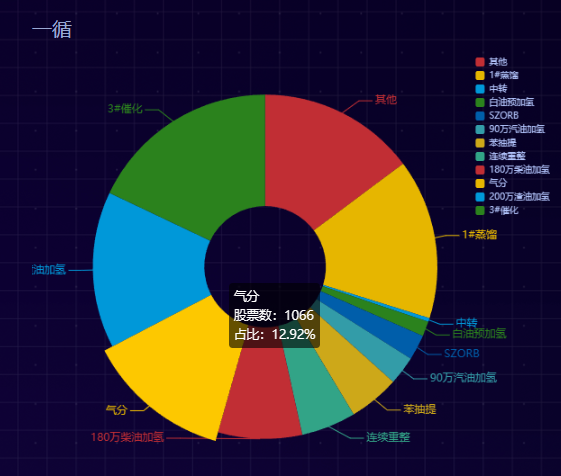 一循
其他
1#蒸馏
中转
白油预加氢
SZORB
90万汽油加氢
苯抽提
连续重整
180万柴油加氢
气分
200万渣油加氢
3#催化
3#催化
其他
1#蒸馏
油加氢
气分
股票数：1066
占比：12.92%
中转
白油预加氢
SZORB
90万汽油加氢
气分
苯抽提
180万柴油加氢
连续重整